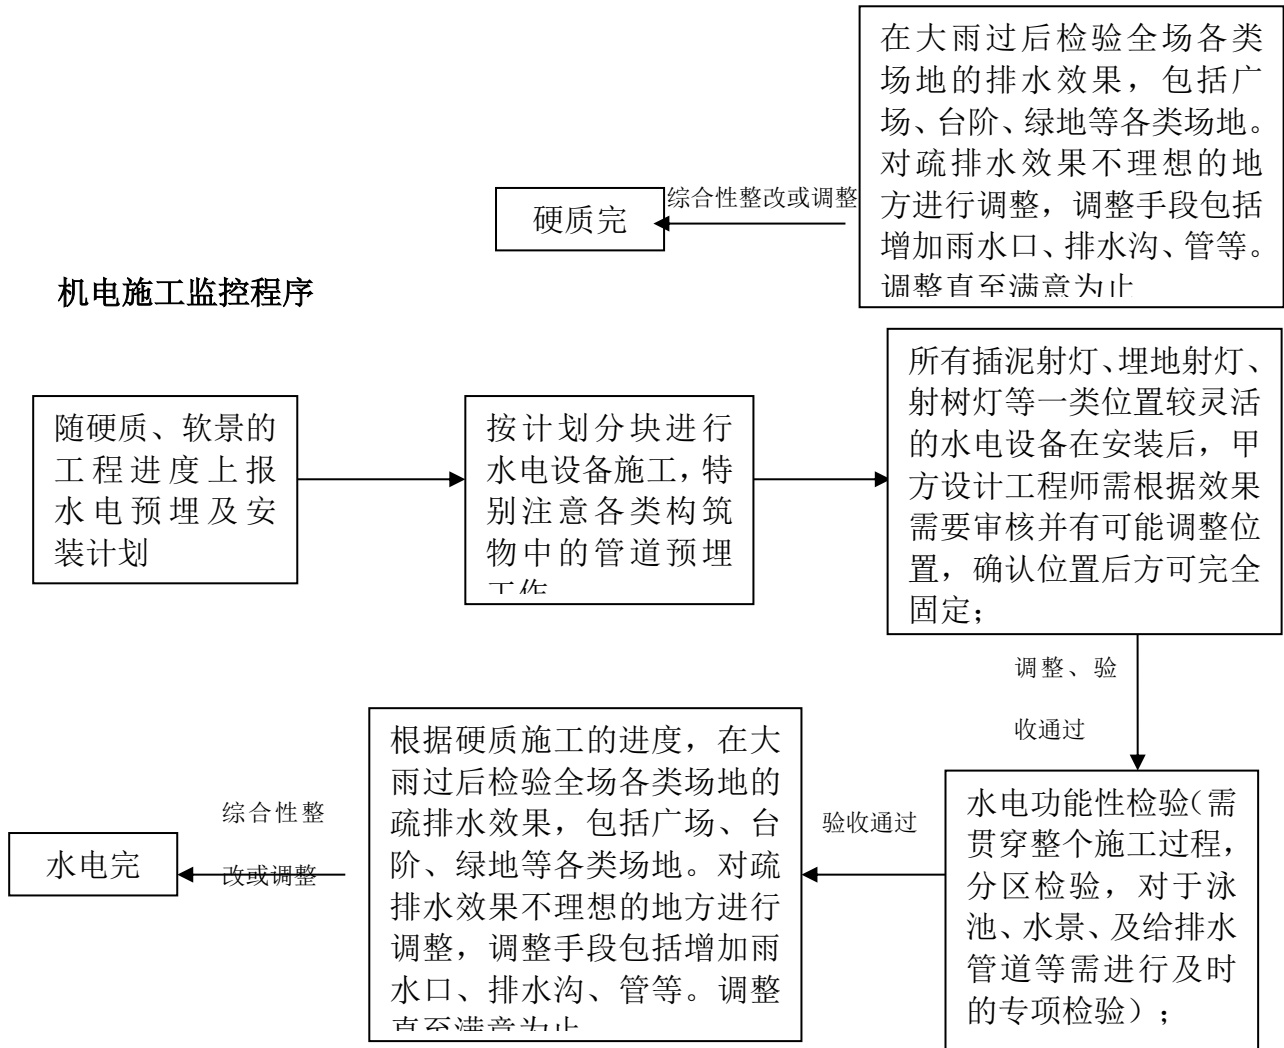 在大雨过后检验全场各类
场地的排水效果，包括广
场、台阶、绿地等各类场地。
对疏排水效果不理想的地
方进行调整，调整手段包括
增加雨水口、排水沟、管等。
调整直至满意为止
综合性整改或调整
硬质完
机电施工监控程序
随硬质、软景的
工程进度上报
水电预埋及安
装计划
按计划分块进行
水电设备施工，特
别注意各类构筑
物中的管道预埋
工作
所有插泥射灯、埋地射灯、
射树灯等一类位置较灵活
的水电设备在安装后，甲
方设计工程师需根据效果
需要审核并有可能调整位
置，确认位置后方可完全
固定；
调整、验
收通过
水电功能性检验（需
贯穿整个施工过程，
分区检验，对于泳
池、水景、及给排水
管道等需进行及时
的专项检验）；
验收通过
根据硬质施工的进度，在大
雨过后检验全场各类场地的
疏排水效果，包括广场、台
阶、绿地等各类场地。对疏
排水效果不理想的地方进行
调整，调整手段包括增加雨
水口、排水沟、管等。调整
直至满意为止
综合性整
改或调整
水电完